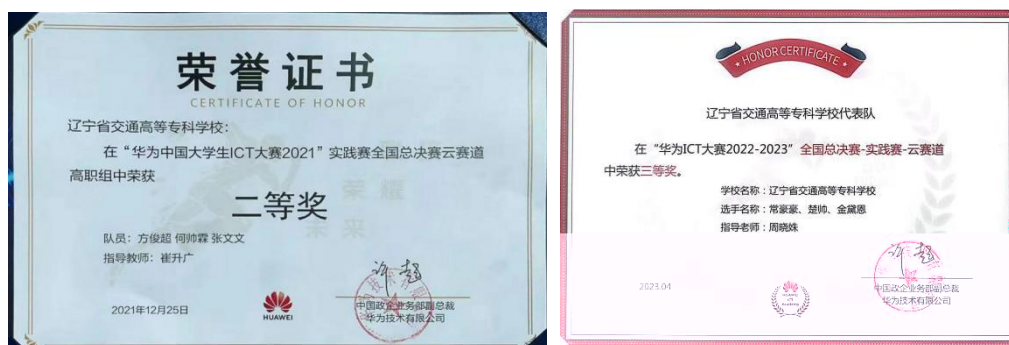 荣誉证书
CERTIFICATE OF HONOR
辽宁省交通高等专科学校：
在“华为中国大学生ICT大赛2021”实践赛全国总决赛云赛道
高职组中荣获
二等奖
队员：方俊超 何帅霖 张文文
指导教师：崔升广
2021年12月25日
HUAWEI
中国政企业务部副总裁
华为技术有限公司
HONOR CERTIFICATE
辽宁省交通高等专科学校代表队
在“华为ICT大赛2022-2023”全国总决赛-实践赛-云赛道
中荣获三等奖。
学校名称：辽宁省交通高等专科学校
选手名称：常豪豪、楚帅、金黛恩
指导老师：周晓姝
2023.04
中国政企业务部副总裁
华为技术有限公司